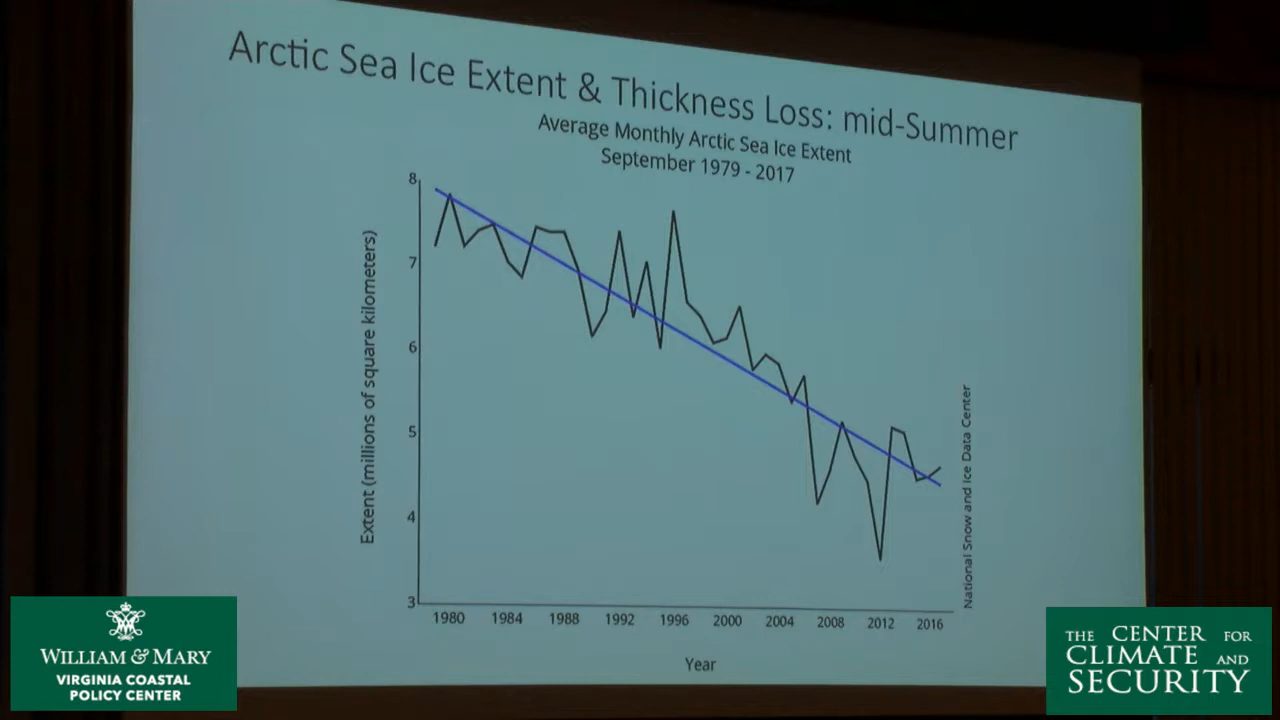 Arctic Sea Ice Extent & Thickness Loss: mid-Summer
Average Monthly Arctic Sea Ice Extent
September 1979 - 2017
Extent (millions of square kilometers)
8
7
6
5
4
3
1980 1984 1988 1992 1996 2000 2004 2008 2012 2016
Year
National Snow and Ice Data Center
WILLIAM & MARY
VIRGINIA COASTAL
POLICY CENTER
THE CENTER FOR
CLIMATE AND
SECURITY